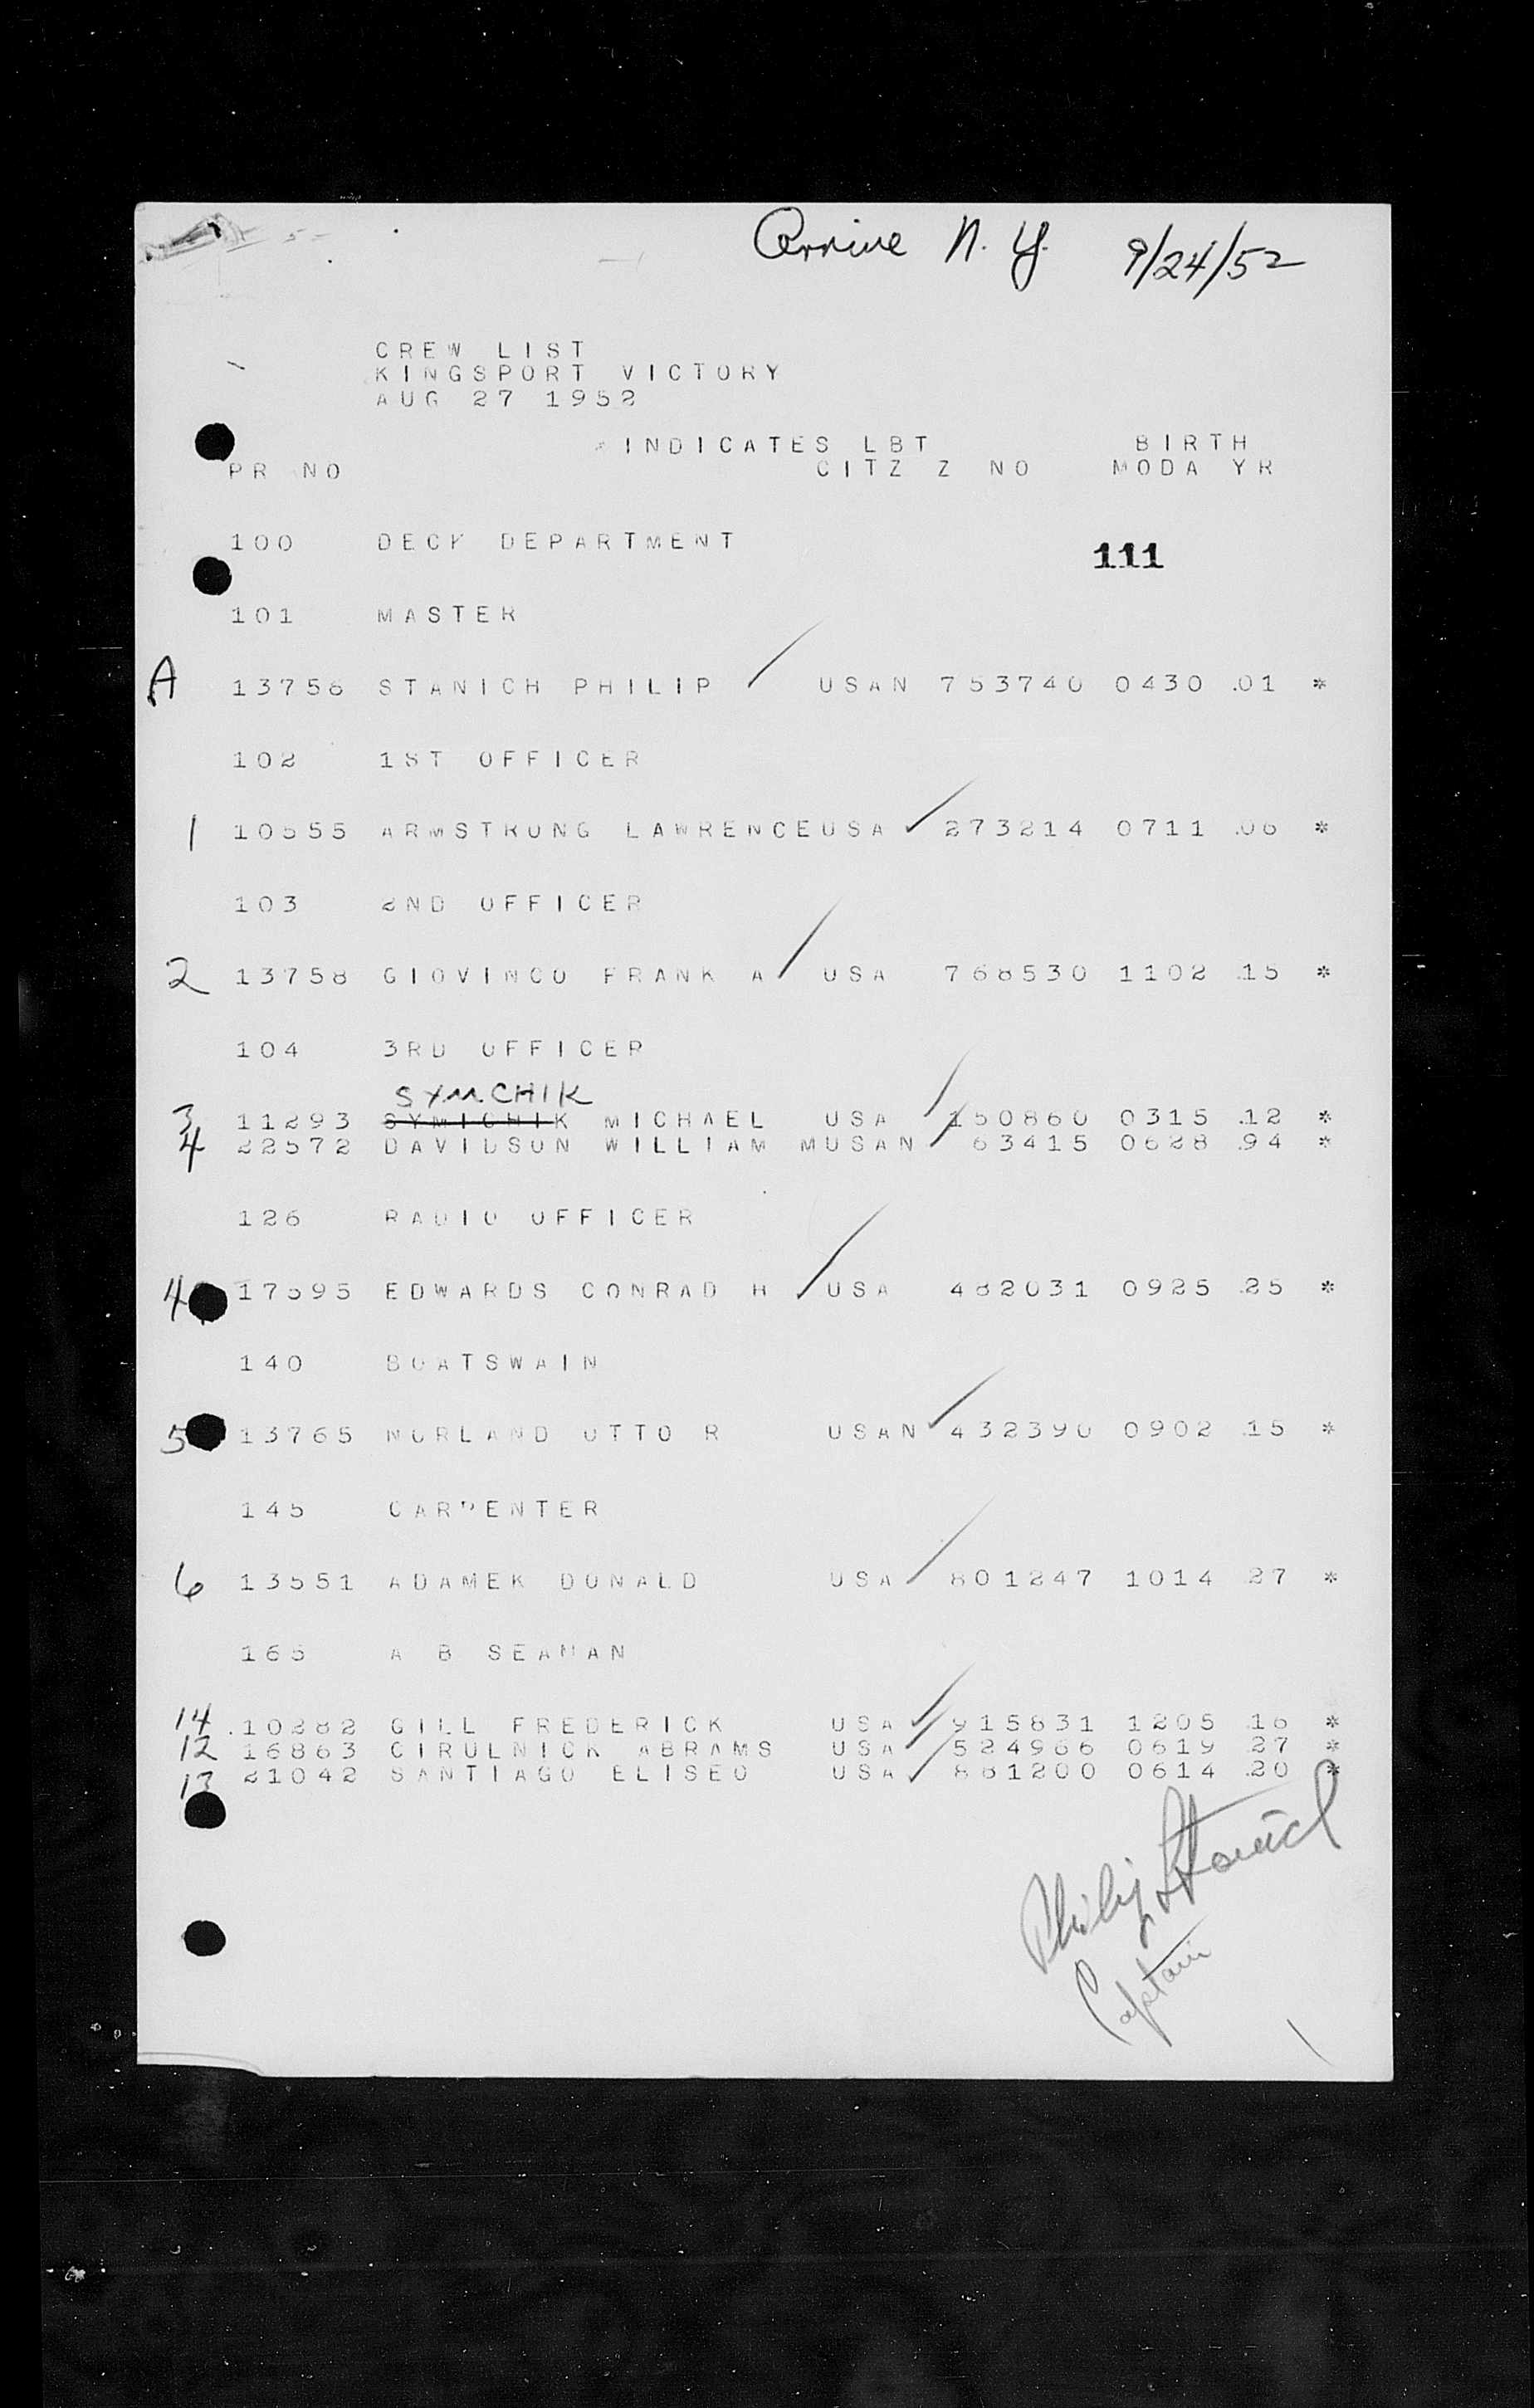 Arrive N. Y. 9/24/52
CREW LIST
KINGSPORT VICTORY
AUG 27 1952
* INDICATES LBT BIRTH
PR NO CITZ Z NO MODA YR
100 DECK DEPARTMENT
111
101 MASTER
A 13756 STANICH PHILIP USAN 753740 0430 .01 *
102 1ST OFFICER
1 10555 ARMSTRONG LAWRENCEUSA 273214 0711 .06 *
103 2ND OFFICER
2 13758 GIOVINCO FRANK A USA 768530 1102 .15 *
104 3RD OFFICER
SYMCHIK
3 11293 SYMICHIK MICHAEL USA 150860 0315 .12 *
4 22572 DAVIDSON WILLIAM MUSAN 63415 0628 .94 *
126 RADIO OFFICER
4 17595 EDWARDS CONRAD H USA 482031 0925 .25 *
140 BOATSWAIN
5 13765 NORLAND OTTO R USAN 432390 0902 .15 *
145 CARPENTER
6 13551 ADAMEK DONALD USA 801247 1014 .27 *
165 A B SEAMAN
14 10282 GILL FREDERICK USA 915831 1205 .16 *
12 16863 CIRULNICK ABRAMS USA 524966 0619 .27 *
13 21042 SANTIAGO ELISEO USA 861200 0614 .20 *
Philip Stanich
Captain